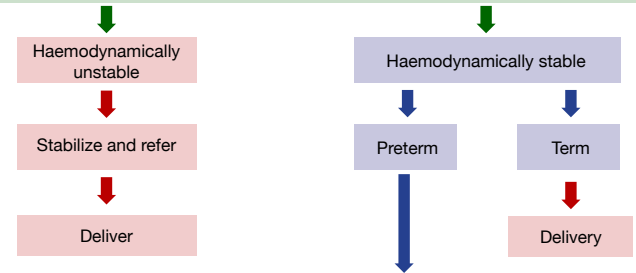 Haemodynamically
unstable
Haemodynamically stable
Stabilize and refer
Preterm
Term
Deliver
Delivery